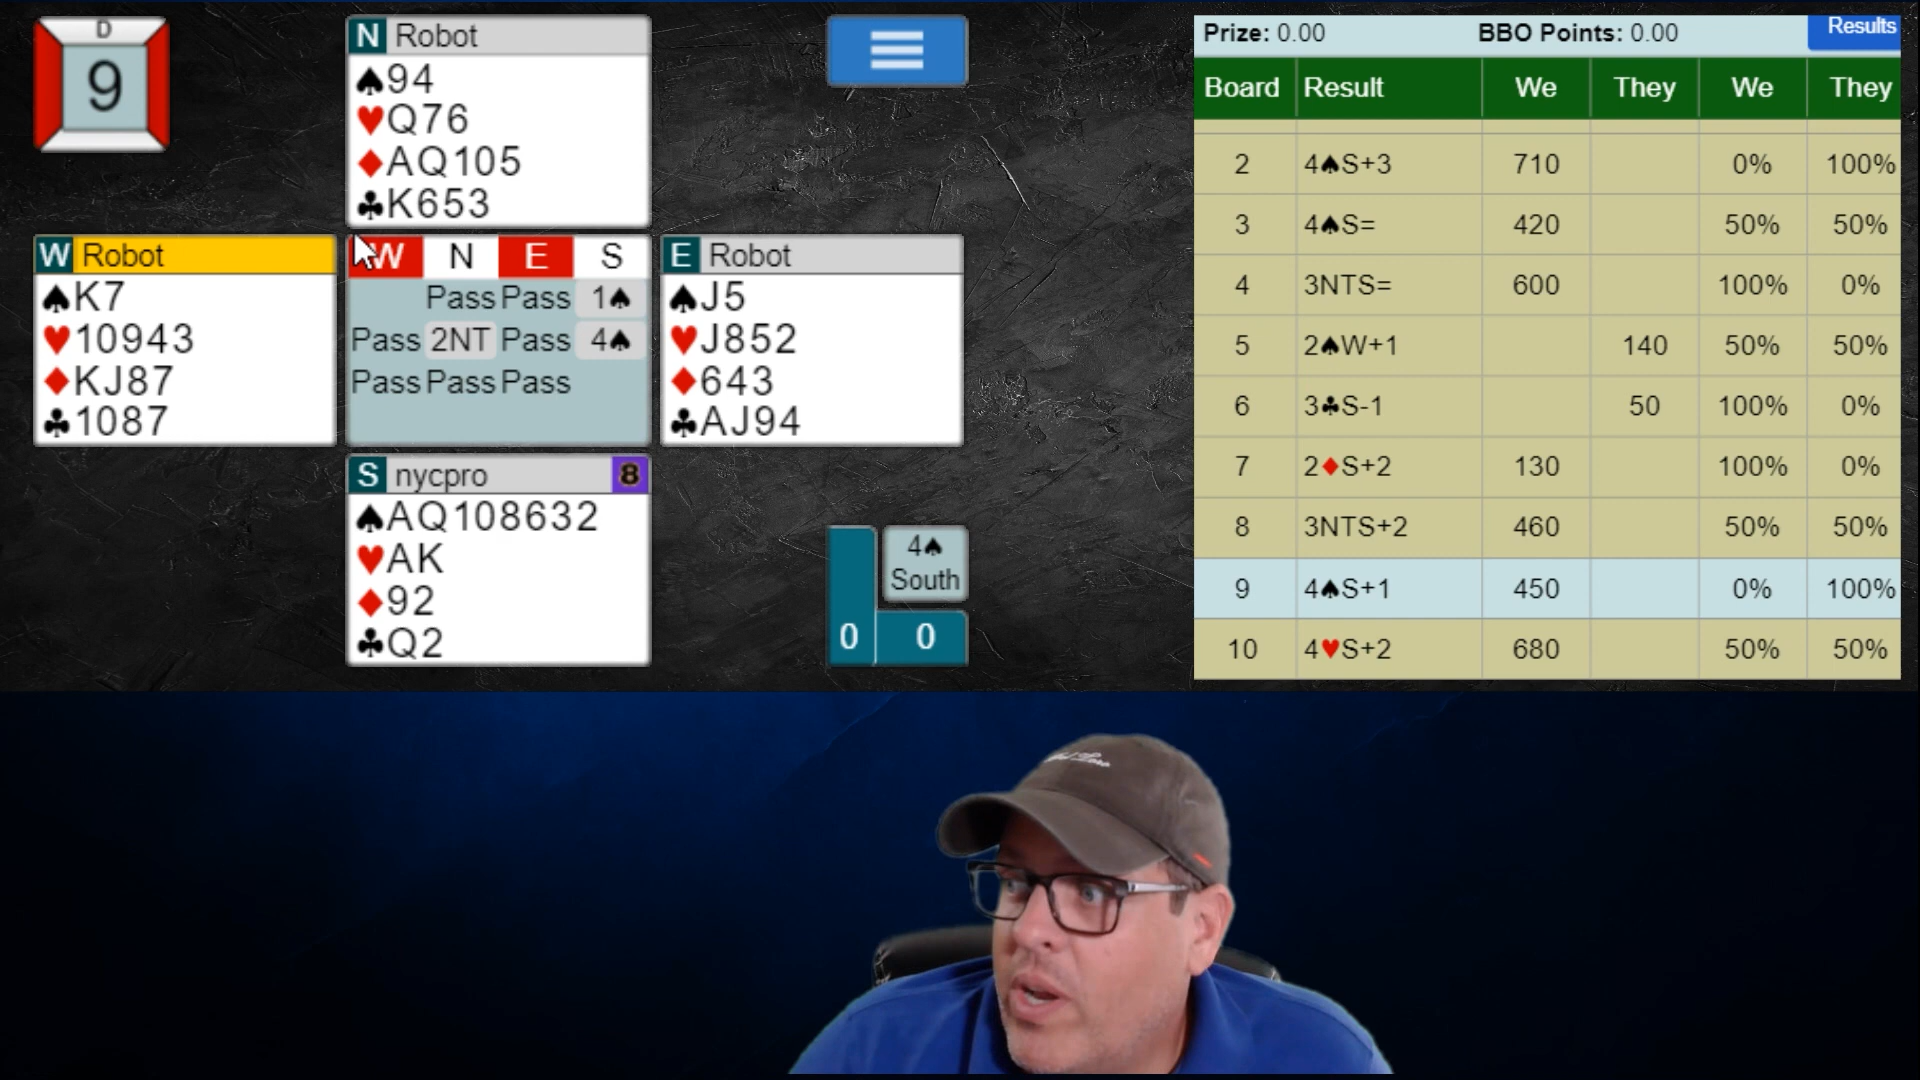 D
9
N Robot
♠94
♥Q76
♦AQ105
♣K653
W Robot
♠K7
♥10943
♦KJ87
♣1087
W N E S
Pass Pass 1♠
Pass 2NT Pass 4♠
Pass Pass Pass
E Robot
♠J5
♥J852
♦643
♣AJ94
S nycpro 8
♠AQ108632
♥AK
♦92
♣Q2
4♠
South
0 0
Prize: 0.00 BBO Points: 0.00 Results
Board Result We They We They
2 4♠S+3 710 0% 100%
3 4♠S= 420 50% 50%
4 3NTS= 600 100% 0%
5 2♠W+1 140 50% 50%
6 3♣S-1 50 100% 0%
7 2♦S+2 130 100% 0%
8 3NTS+2 460 50% 50%
9 4♠S+1 450 0% 100%
10 4♥S+2 680 50% 50%